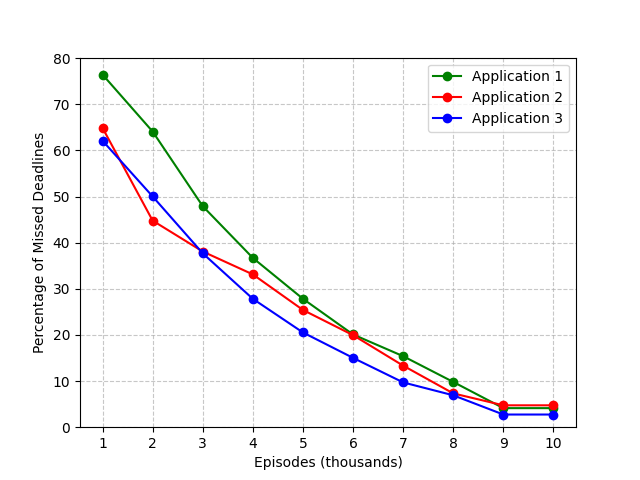 80
70
60
50
40
30
20
10
0
Percentage of Missed Deadlines
Application 1
Application 2
Application 3
1 2 3 4 5 6 7 8 9 10
Episodes (thousands)